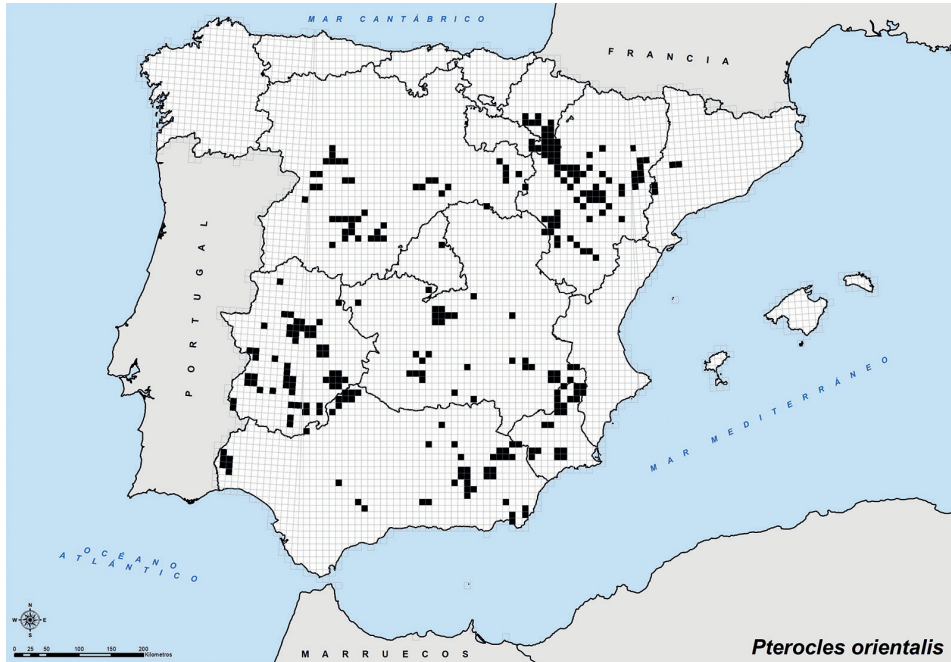 MAR CANTÁBRICO
FRANCIA
PORTUGAL
MAR MEDITERRÁNEO
OCÉANO
ATLÁNTICO
N
W E
S
0 25 50 100 150 200
Kilometros
MARRUECOS
Pterocles orientalis